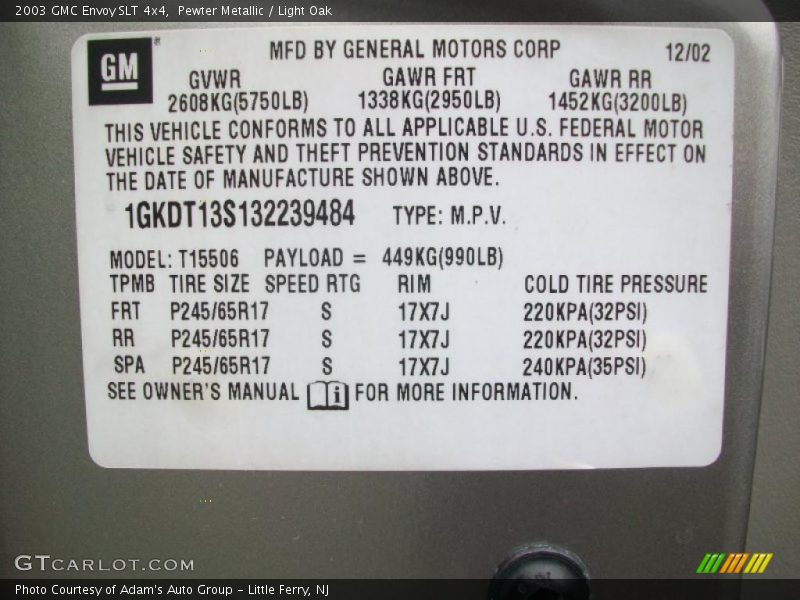 2003 GMC Envoy SLT 4x4, Pewter Metallic / Light Oak
GM
MFD BY GENERAL MOTORS CORP 12/02
GVWR GAWR FRT GAWR RR
2608KG(5750LB) 1338KG(2950LB) 1452KG(3200LB)
THIS VEHICLE CONFORMS TO ALL APPLICABLE U.S. FEDERAL MOTOR
VEHICLE SAFETY AND THEFT PREVENTION STANDARDS IN EFFECT ON
THE DATE OF MANUFACTURE SHOWN ABOVE.
1GKDT13S132239484 TYPE: M.P.V.
MODEL: T15506 PAYLOAD = 449KG(990LB)
TPMB TIRE SIZE SPEED RTG RIM COLD TIRE PRESSURE
FRT P245/65R17 S 17X7J 220KPA(32PSI)
RR P245/65R17 S 17X7J 220KPA(32PSI)
SPA P245/65R17 S 17X7J 240KPA(35PSI)
SEE OWNER'S MANUAL i FOR MORE INFORMATION.
GTCARLOT.COM
Photo Courtesy of Adam's Auto Group - Little Ferry, NJ